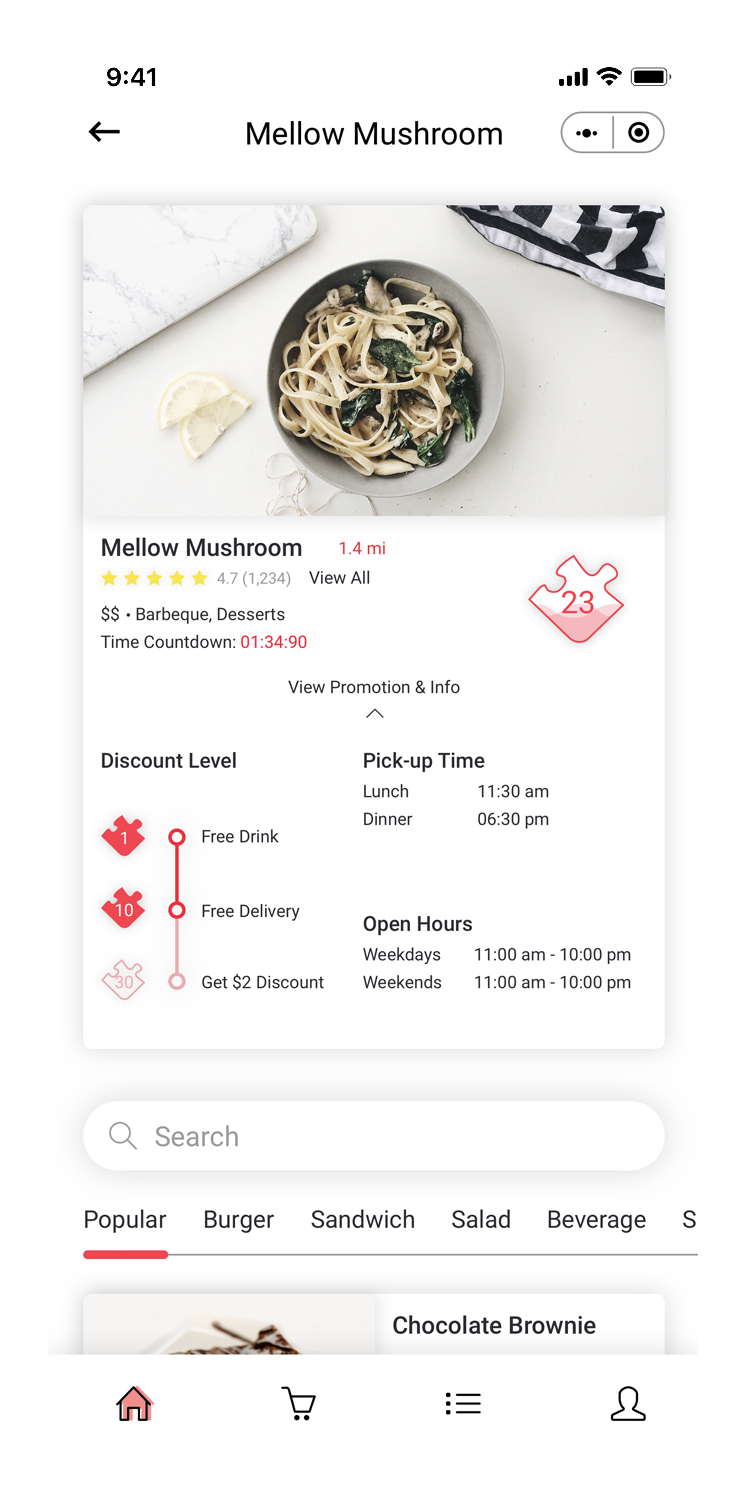 9:41
Mellow Mushroom
Mellow Mushroom 1.4 mi
4.7 (1,234) View All
23
$$ • Barbeque, Desserts
Time Countdown: 01:34:90
View Promotion & Info
Discount Level
Pick-up Time
Lunch 11:30 am
Dinner 06:30 pm
1 Free Drink
10 Free Delivery
30 Get $2 Discount
Open Hours
Weekdays 11:00 am - 10:00 pm
Weekends 11:00 am - 10:00 pm
Search
Popular Burger Sandwich Salad Beverage S
Chocolate Brownie